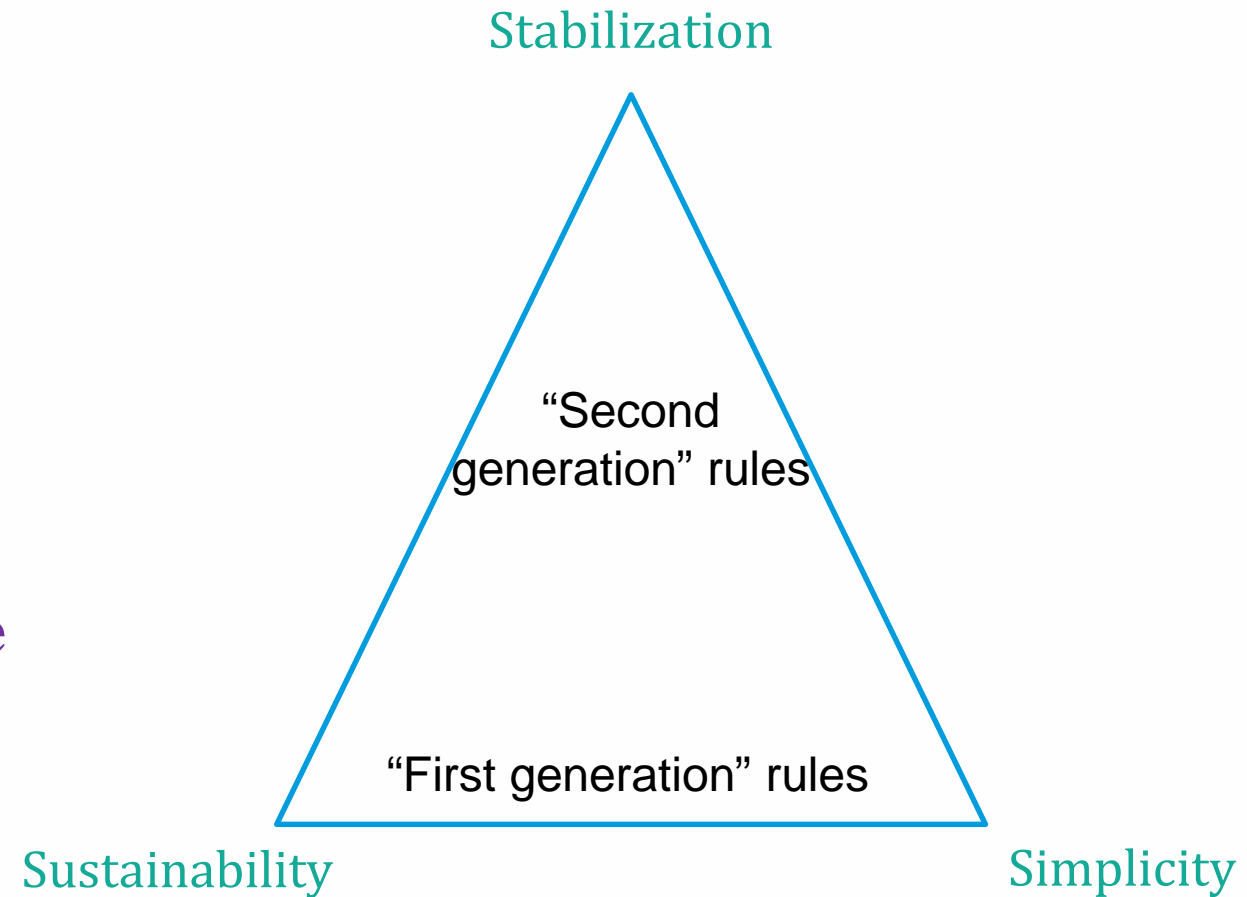 Stabilization
“Second
generation” rules
e
“First generation” rules
Sustainability
Simplicity